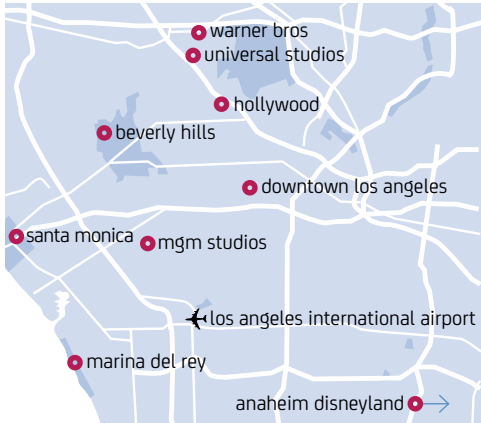 warner bros
universal studios
hollywood
beverly hills
downtown los angeles
santa monica
mgm studios
los angeles international airport
marina del rey
anaheim disneyland